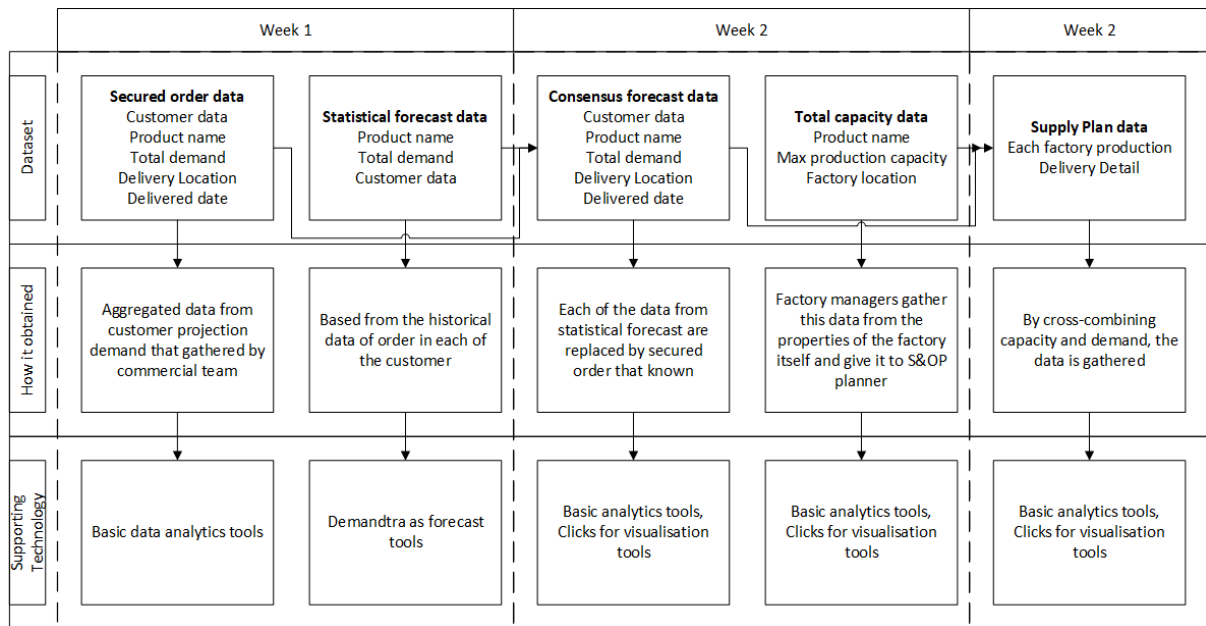 Week 1
Week 2
Week 2
Dataset
Secured order data
Customer data
Product name
Total demand
Delivery Location
Delivered date
Statistical forecast data
Product name
Total demand
Customer data
Consensus forecast data
Customer data
Product name
Total demand
Delivery Location
Delivered date
Total capacity data
Product name
Max production capacity
Factory location
Supply Plan data
Each factory production
Delivery Detail
How it obtained
Aggregated data from
customer projection
demand that gathered by
commercial team
Based from the historical
data of order in each of
the customer
Each of the data from
statistical forecast are
replaced by secured
order that known
Factory managers gather
this data from the
properties of the factory
itself and give it to S&OP
planner
By cross-combining
capacity and demand, the
data is gathered
Supporting
Technology
Basic data analytics tools
Demandtra as forecast
tools
Basic analytics tools,
Clicks for visualisation
tools
Basic analytics tools,
Clicks for visualisation
tools
Basic analytics tools,
Clicks for visualisation
tools